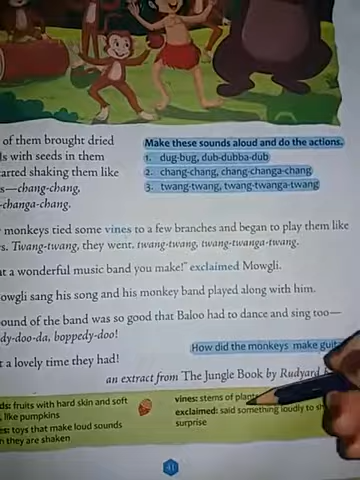 of them brought dried
ds with seeds in them
tarted shaking them like
s—chang-chang,
-changa-chang.
Make these sounds aloud and do the actions.
1. dug-bug, dub-dubba-dub
2. chang-chang, chang-changa-chang
3. twang-twang, twang-twanga-twang
monkeys tied some vines to a few branches and began to play them like
s. Twang-twang, they went, twang-twang, twang-twanga-twang.
at a wonderful music band you make!” exclaimed Mowgli.
owgli sang his song and his monkey band played along with him.
ound of the band was so good that Baloo had to dance and sing too—
dy-doo-da, boppedy-doo!
How did the monkeys make guit
t a lovely time they had!
an extract from The Jungle Book by Rudyard
ds: fruits with hard skin and soft
, like pumpkins
es: toys that make loud sounds
n they are shaken
vines: stems of plant
exclaimed: said something loudly to sh
surprise
41